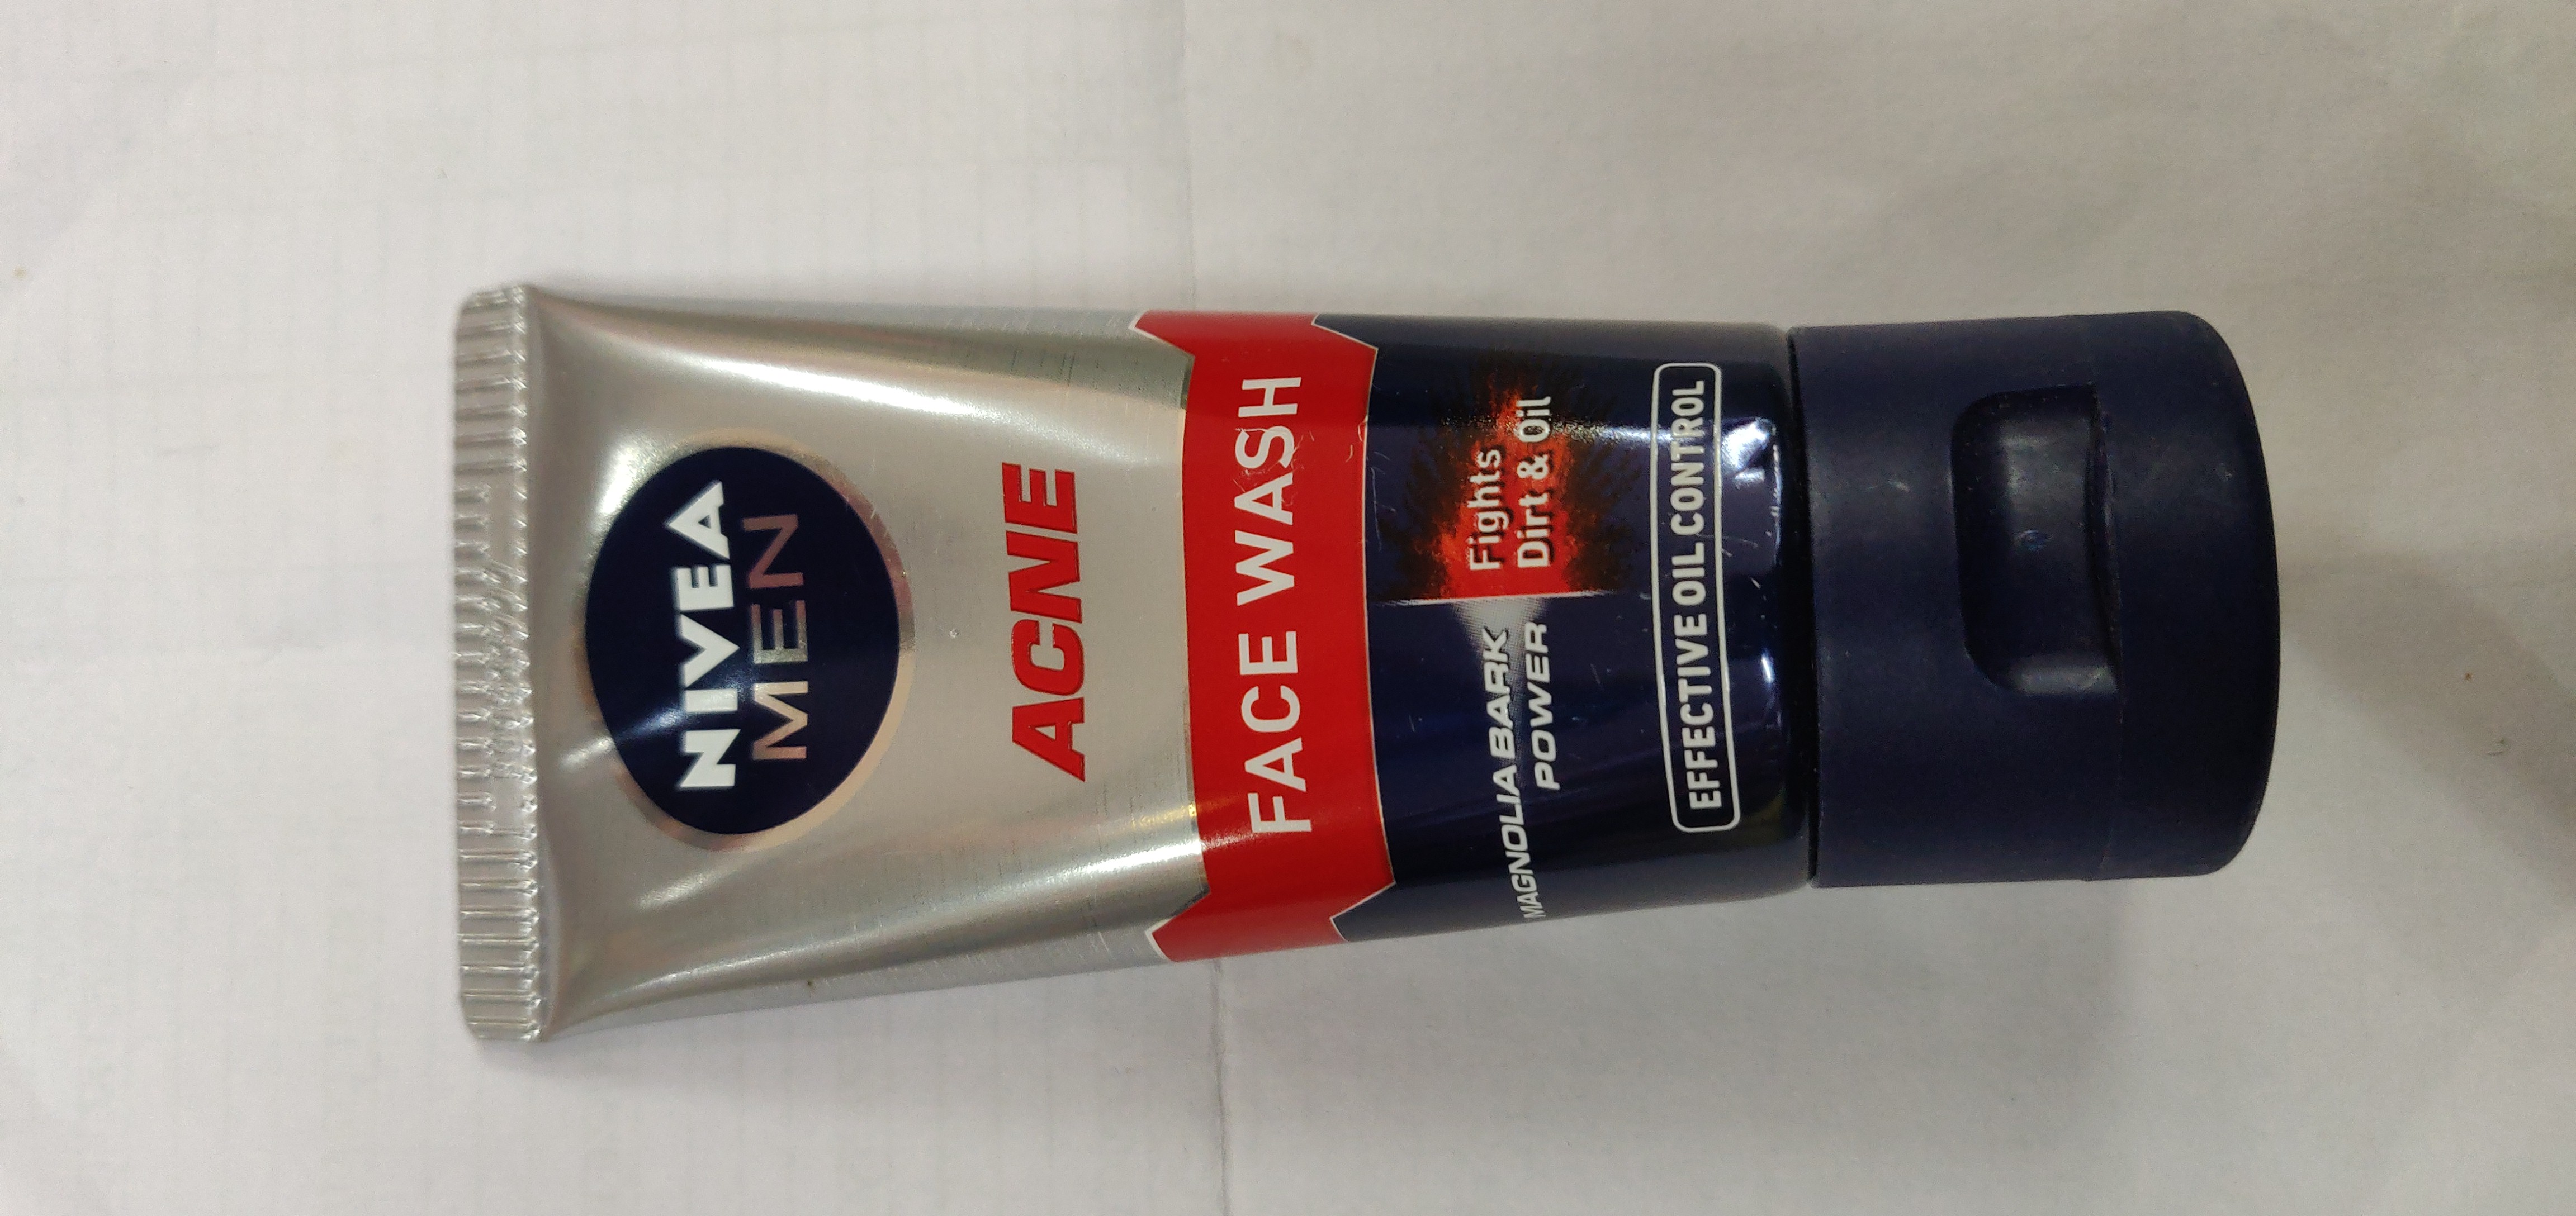 NIVEA
MEN
ACNE
FACE WASH
MAGNOLIA BARK
POWER
Fights
Dirt & Oil
EFFECTIVE OIL CONTROL